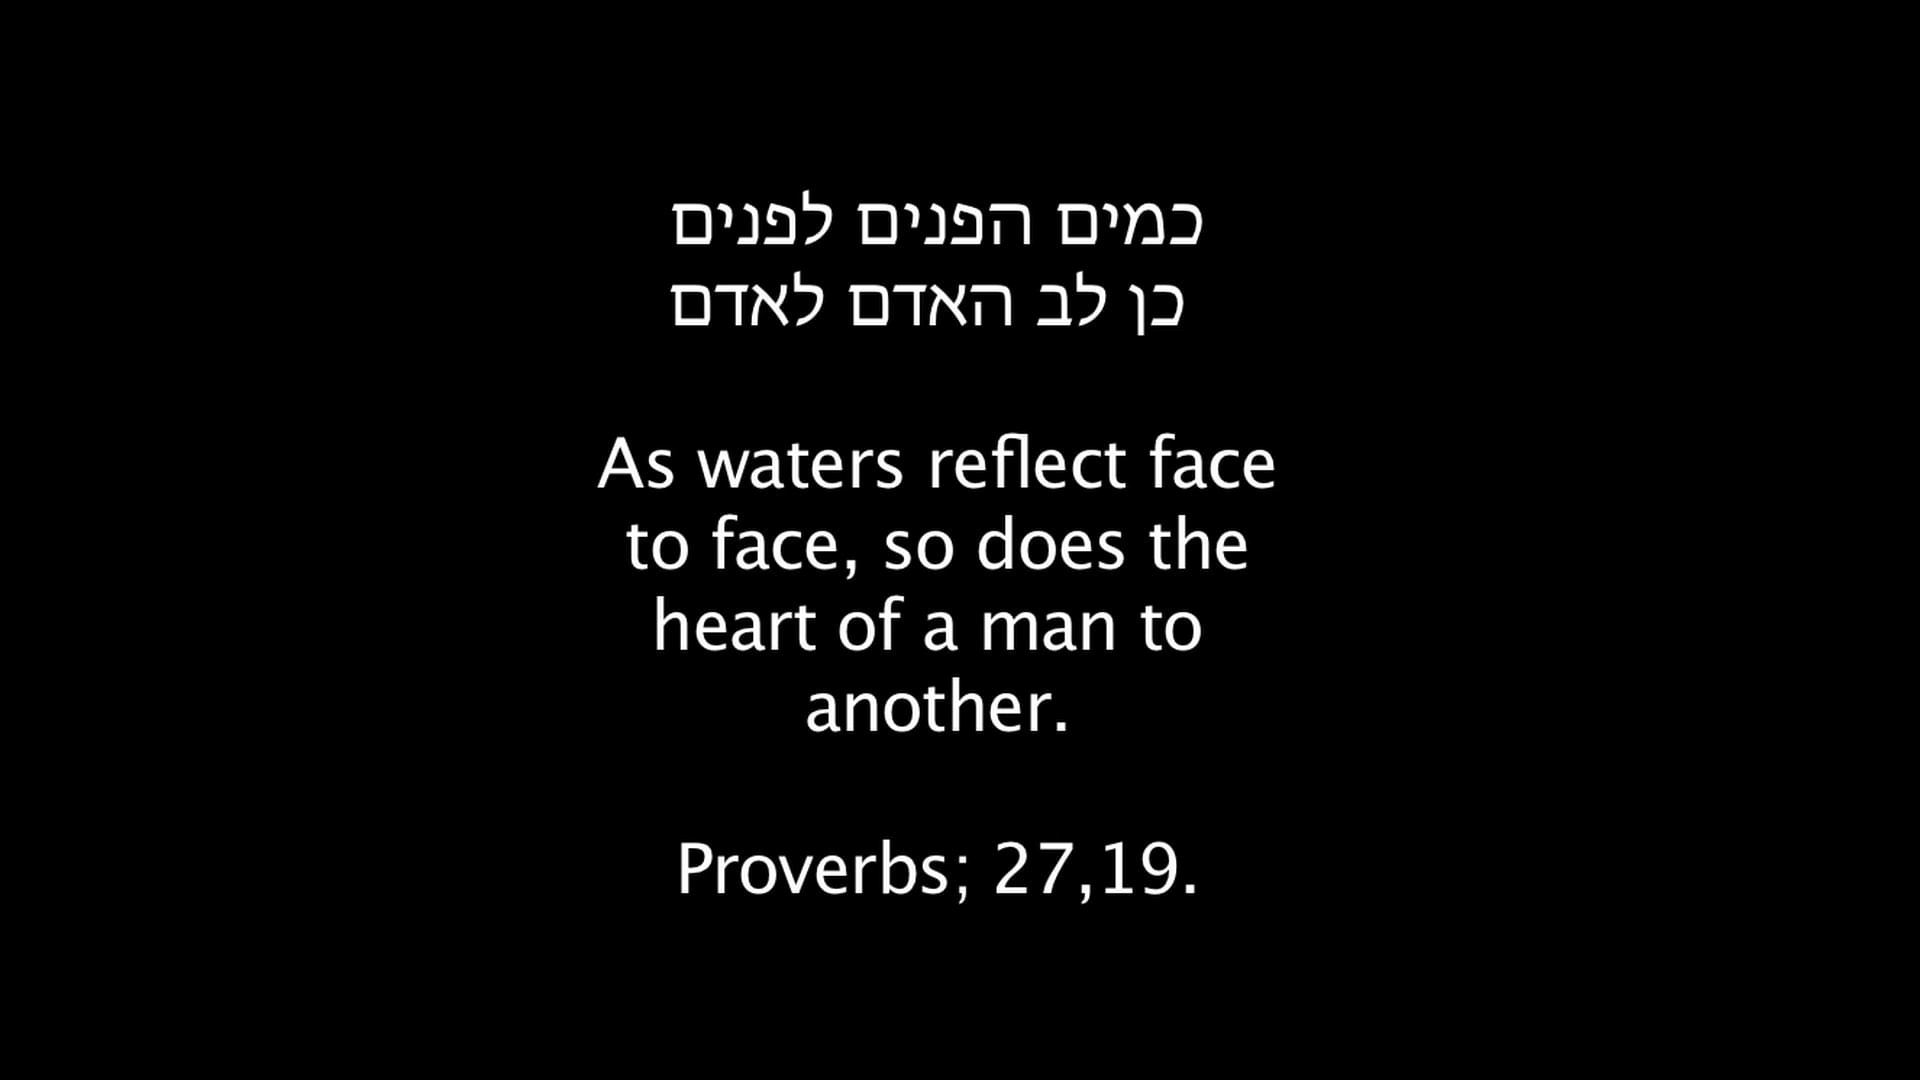 כמים הפנים לפנים
כן לב האדם לאדם
As waters reflect face
to face, so does the
heart of a man to
another.
Proverbs; 27,19.